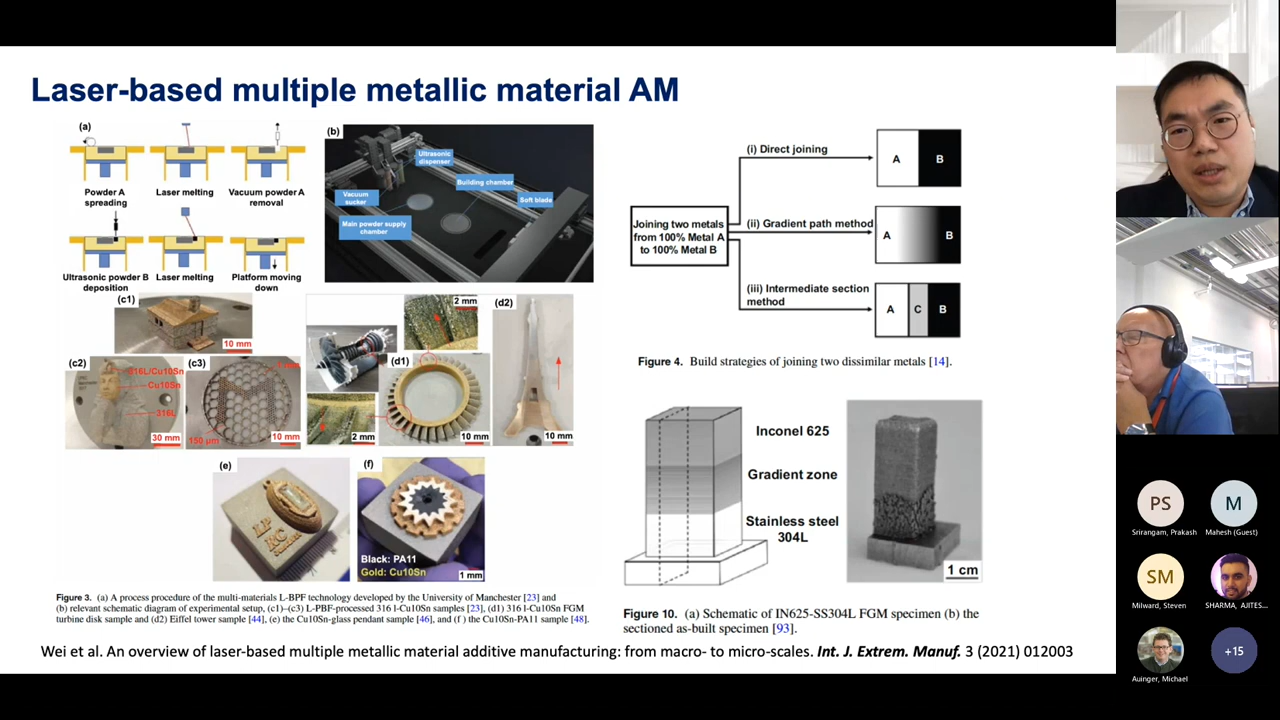 Laser-based multiple metallic material AM
(a)
Powder A
spreading
Laser melting
Vacuum powder A
removal
Ultrasonic powder B
deposition
Laser melting
Platform moving
down
(b)
Ultrasonic
dispenser
Building chamber
Vacuum
sucker
Soft blade
Main powder supply
chamber
(c1)
10 mm
(c2)
316L/Cu10Sn
Cu10Sn
316L
30 mm
(c3)
150 μm
10 mm
2 mm
(d1)
2 mm
10 mm
(d2)
10 mm
(e)
(f)
Black: PA11
Gold: Cu10Sn
1 mm
Figure 3. (a) A process procedure of the multi-materials L-BPF technology developed by the University of Manchester [23] and
(b) relevant schematic diagram of experimental setup, (c1)–(c3) L-PBF-processed 316 l-Cu10Sn samples [23], (d1) 316 l-Cu10Sn FGM
turbine disk sample and (d2) Eiffel tower sample [44], (e) the Cu10Sn-glass pendant sample [46], and (f) the Cu10Sn-PA11 sample [48].
Joining two metals
from 100% Metal A
to 100% Metal B
(i) Direct joining
A
B
(ii) Gradient path method
A
B
(iii) Intermediate section
method
A
C
B
Figure 4. Build strategies of joining two dissimilar metals [14].
Inconel 625
Gradient zone
Stainless steel
304L
1 cm
Figure 10. (a) Schematic of IN625-SS304L FGM specimen (b) the
sectioned as-built specimen [93].
Wei et al. An overview of laser-based multiple metallic material additive manufacturing: from macro- to micro-scales. Int. J. Extrem. Manuf. 3 (2021) 012003
PS
Srirangam, Prakash
M
Mahesh (Guest)
SM
Milward, Steven
SHARMA, AJITES...
Auinger, Michael
+15